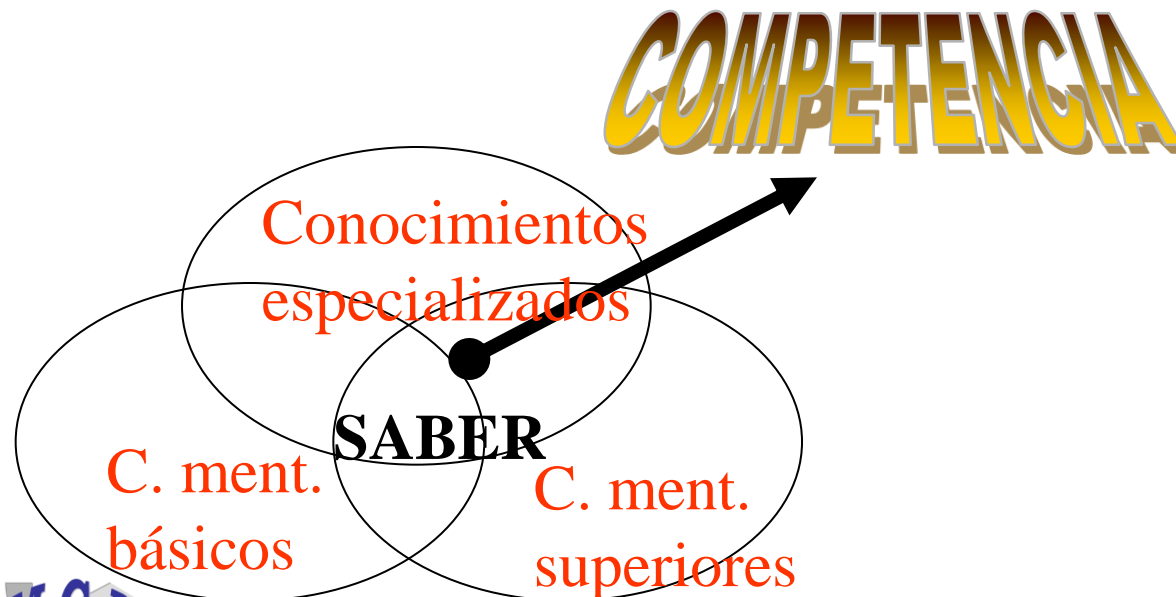 COMPETENCIA
Conocimientos
especializados
SABER
C. ment.
básicos
C. ment.
superiores